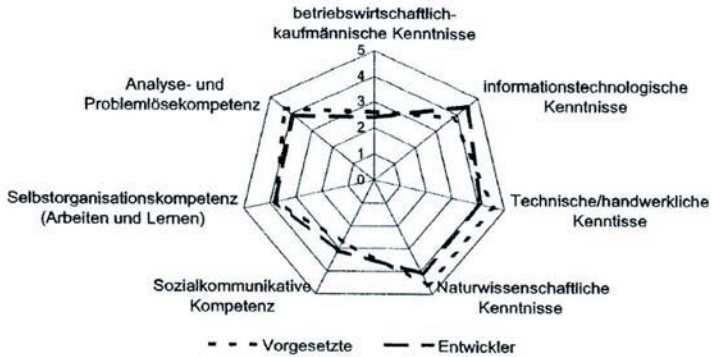 betriebswirtschaftlich-
kaufmännische Kenntnisse
5
4
3
2
1
0
informationstechnologische
Kenntnisse
Technische/handwerkliche
Kenntisse
Naturwissenschaftliche
Kenntnisse
Sozialkommunikative
Kompetenz
Selbstorganisationskompetenz
(Arbeiten und Lernen)
Analyse- und
Problemlösekompetenz
Vorgesetzte
Entwickler